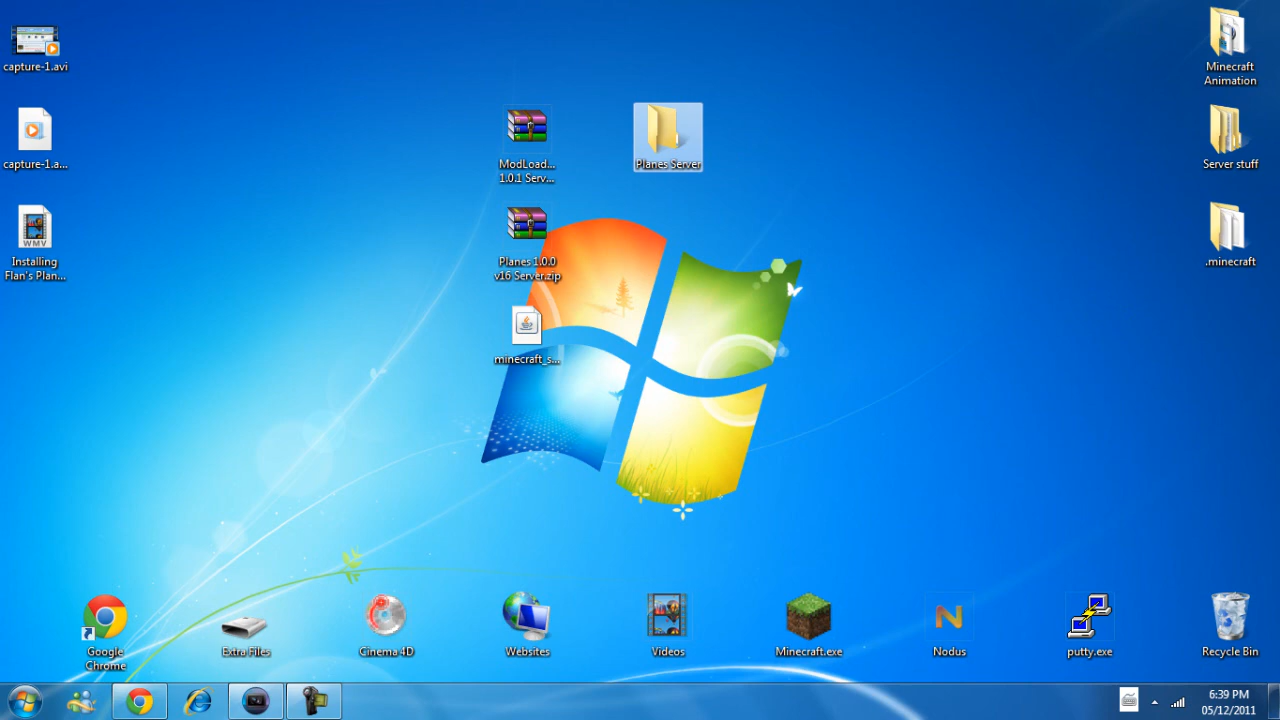 capture-1.avi
capture-1.a...
WMV
Installing
Flan's Plan...
ModLoad...
1.0.1 Serv...
Planes 1.0.0
v16 Server.zip
minecraft_s...
Planes Server
Minecraft
Animation
Server stuff
.minecraft
Google
Chrome
Extra Files
Cinema 4D
Websites
Videos
Minecraft.exe
Nodus
putty.exe
Recycle Bin
6:39 PM
05/12/2011